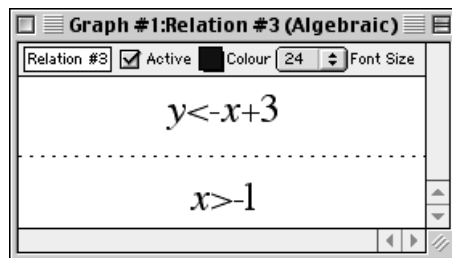 Graph #1:Relation #3 (Algebraic)
Relation #3 Active Colour 24 Font Size
y<-x+3
x>-1